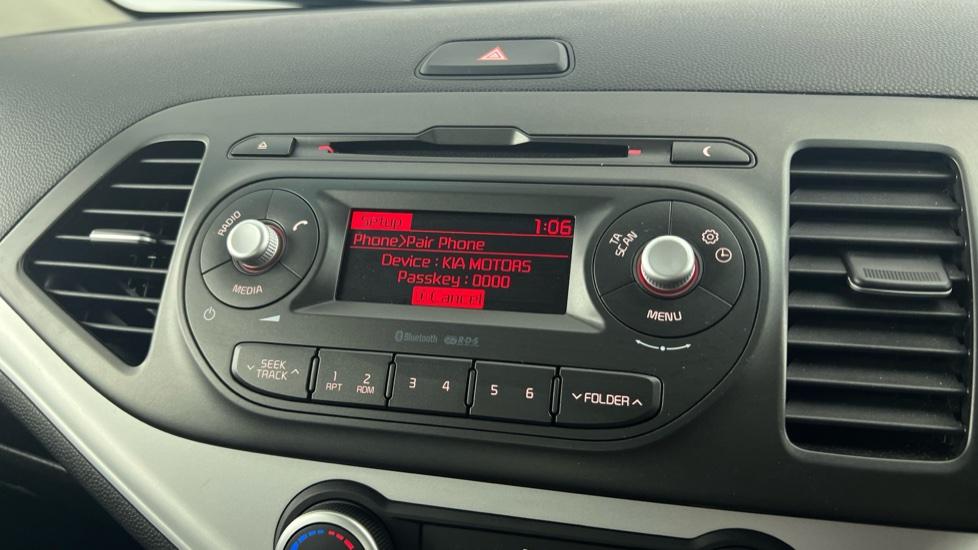 Setup 1:06
Phone>Pair Phone
Device : KIA MOTORS
Passkey : 0000
Cancel
RADIO
MEDIA
TA
SCAN
MENU
Bluetooth R·D·S
SEEK
TRACK
1 2 3 4 5 6
RPT RDM
FOLDER